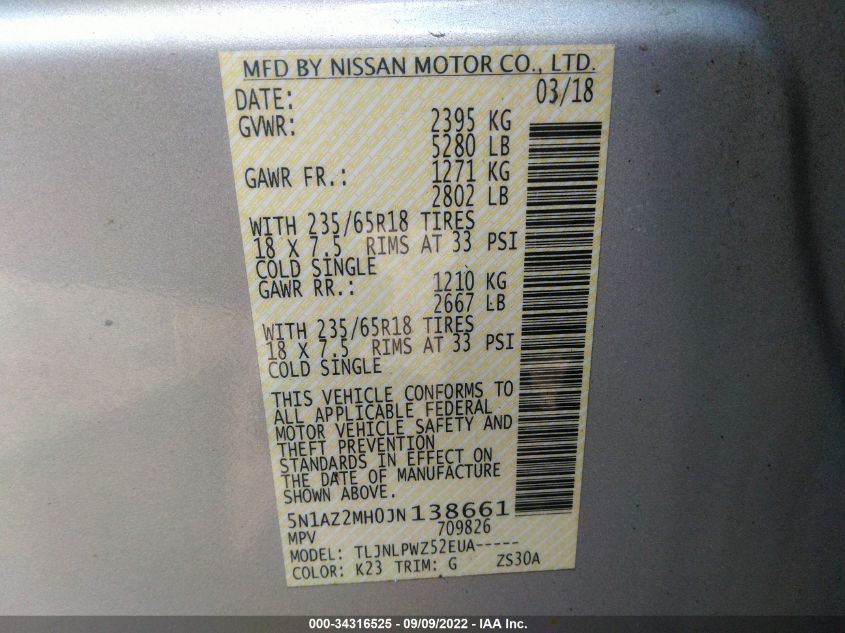 MFD BY NISSAN MOTOR CO., LTD.
DATE: 03/18
GVWR: 2395 KG
5280 LB
GAWR FR.: 1271 KG
2802 LB
WITH 235/65R18 TIRES
18 X 7.5 RIMS AT 33 PSI
COLD SINGLE
GAWR RR.: 1210 KG
2667 LB
WITH 235/65R18 TIRES
18 X 7.5 RIMS AT 33 PSI
COLD SINGLE
THIS VEHICLE CONFORMS TO
ALL APPLICABLE FEDERAL
MOTOR VEHICLE SAFETY AND
THEFT PREVENTION
STANDARDS IN EFFECT ON
THE DATE OF MANUFACTURE
SHOWN ABOVE.
5N1AZ2MH0JN138661
MPV 709826
MODEL: TLJNLPWZ52EUA-----
COLOR: K23 TRIM: G ZS30A
000-34316525 - 09/09/2022 - IAA Inc.